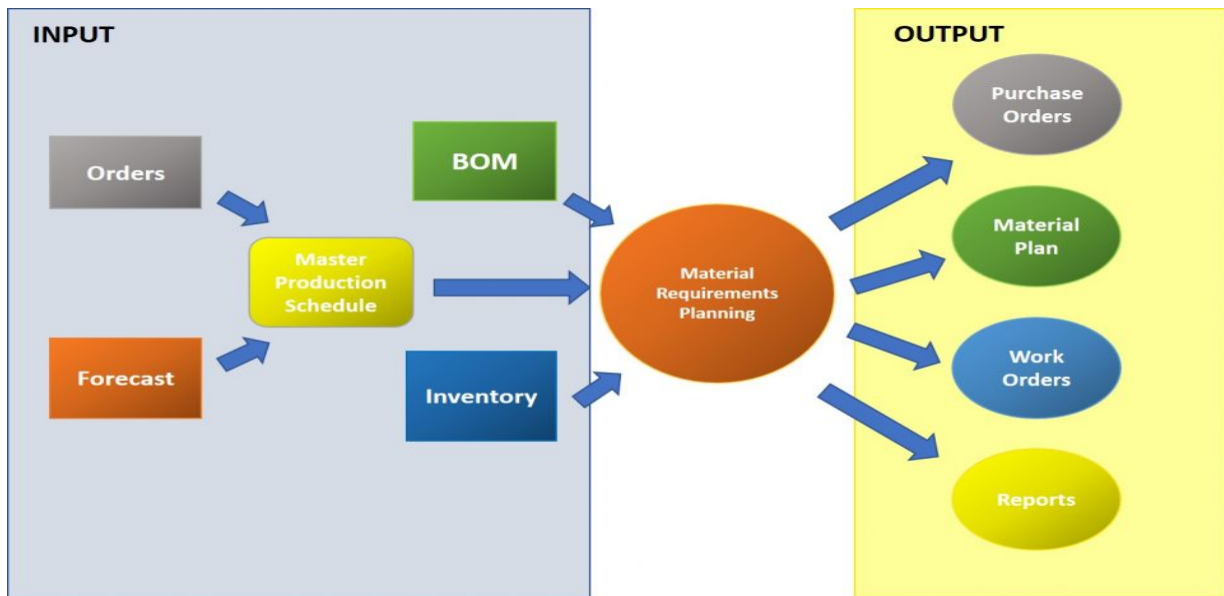 INPUT
Orders
Forecast
Master
Production
Schedule
BOM
Inventory
Material
Requirements
Planning
OUTPUT
Purchase
Orders
Material
Plan
Work
Orders
Reports